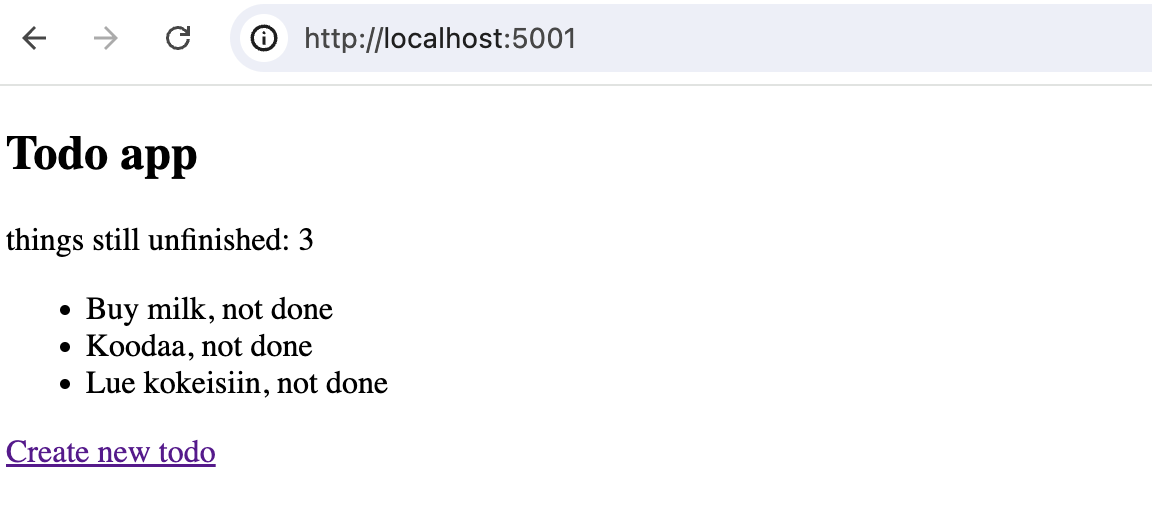 http://localhost:5001
Todo app
things still unfinished: 3
Buy milk, not done
Koodaa, not done
Lue kokeisiin, not done
Create new todo